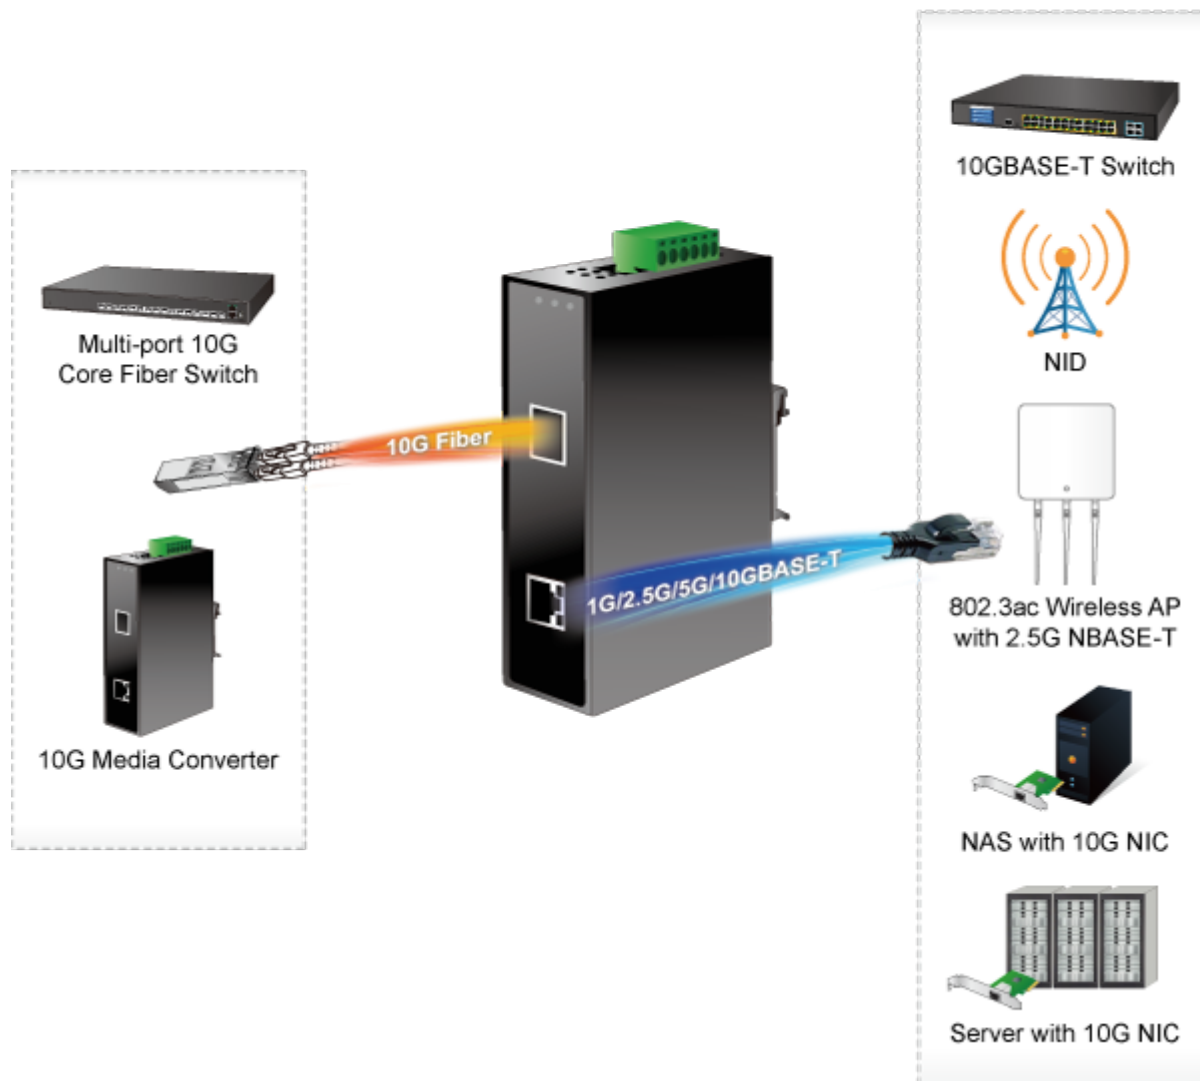 Multi-port 10G
Core Fiber Switch
10G Media Converter
10G Fiber
1G/2.5G/5G/10GBASE-T
10GBASE-T Switch
NID
802.3ac Wireless AP
with 2.5G NBASE-T
NAS with 10G NIC
Server with 10G NIC